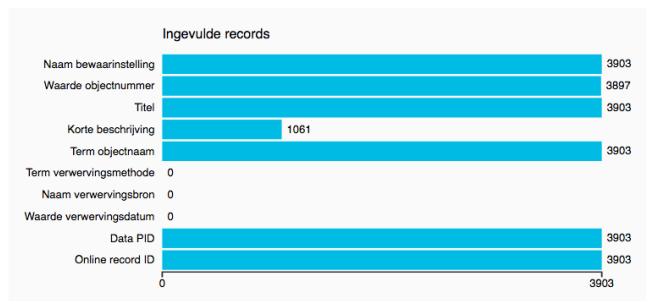 Ingevulde records
Naam bewaarinstelling 3903
Waarde objectnummer 3897
Titel 3903
Korte beschrijving 1061
Term objectnaam 3903
Term verwervingsmethode 0
Naam verwervingsbron 0
Waarde verwervingsdatum 0
Data PID 3903
Online record ID 3903
0 3903